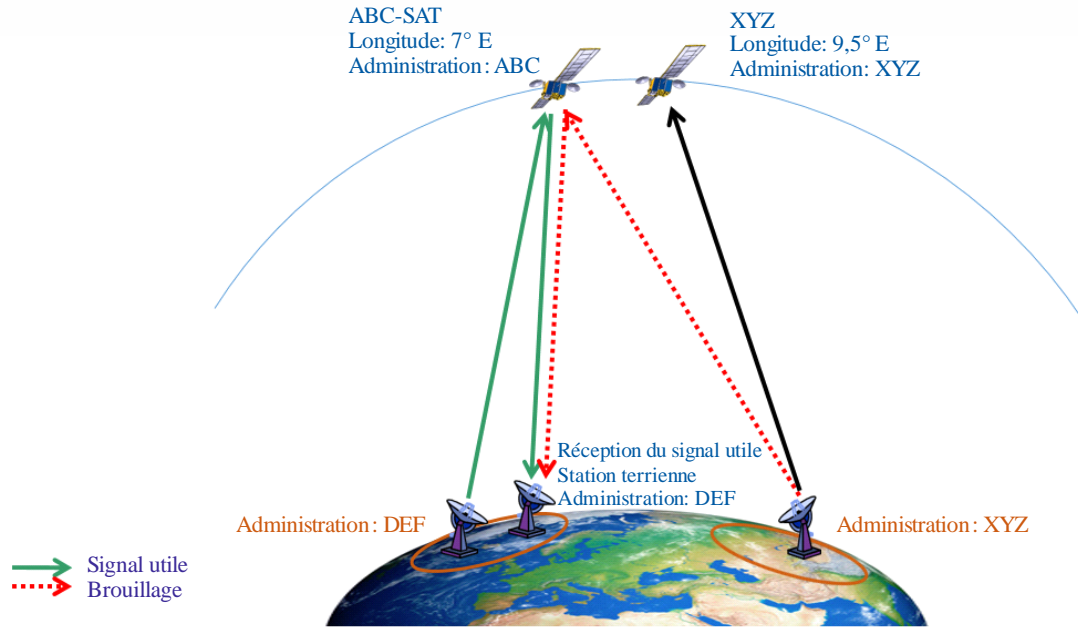 ABC-SAT
Longitude: 7° E
Administration : ABC
XYZ
Longitude: 9,5° E
Administration: XYZ
Réception du signal utile
Station terrienne
Administration: DEF
Administration : DEF
Administration : XYZ
Signal utile
Brouillage